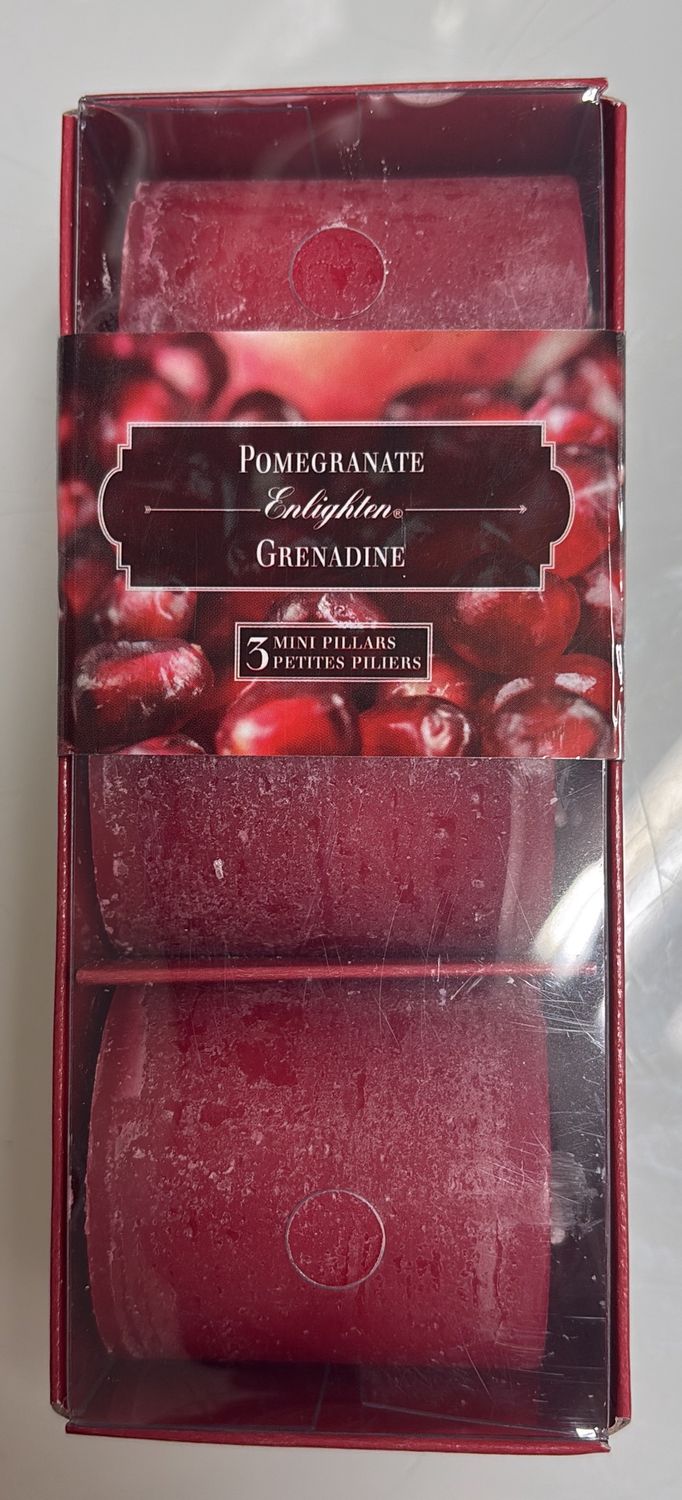 POMEGRANATE
Enlighten®
GRENADINE
3 MINI PILLARS
PETITES PILIERS